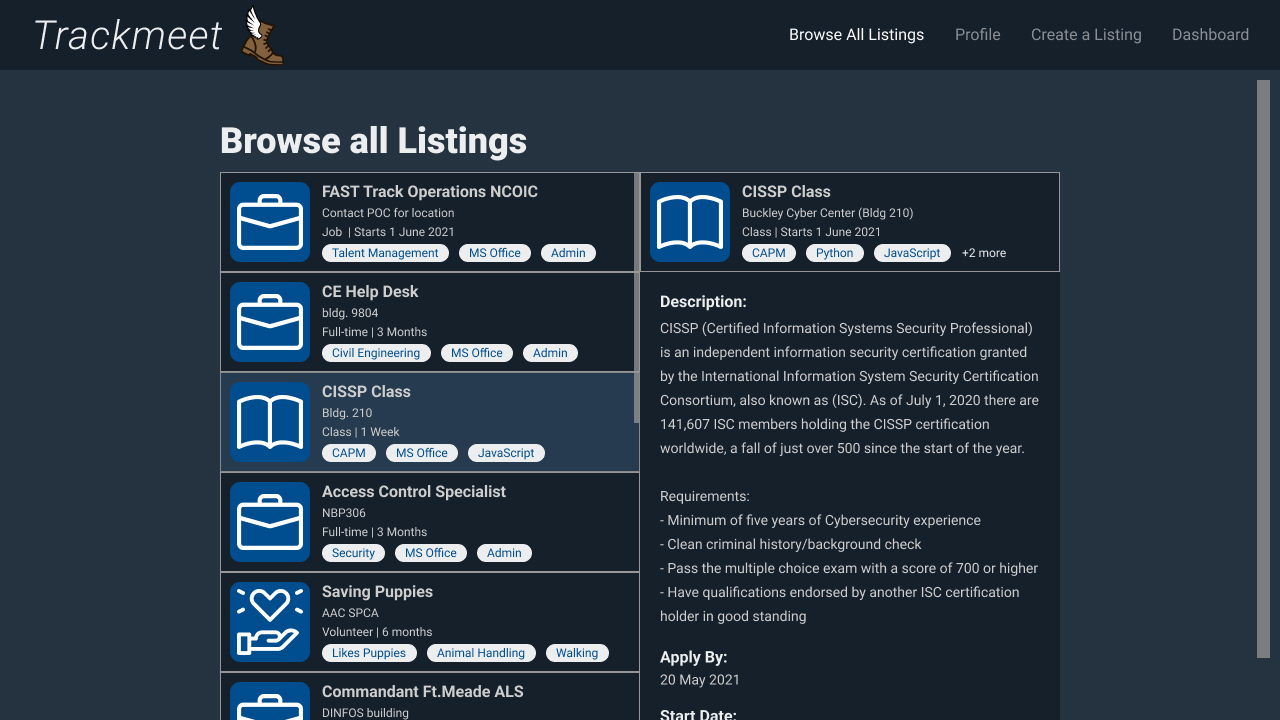 Trackmeet
Browse All Listings Profile Create a Listing Dashboard
Browse all Listings
FAST Track Operations NCOIC
Contact POC for location
Job | Starts 1 June 2021
Talent Management MS Office Admin
CE Help Desk
bldg. 9804
Full-time | 3 Months
Civil Engineering MS Office Admin
CISSP Class
Bldg. 210
Class | 1 Week
CAPM MS Office JavaScript
Access Control Specialist
NBP306
Full-time | 3 Months
Security MS Office Admin
Saving Puppies
AAC SPCA
Volunteer | 6 months
Likes Puppies Animal Handling Walking
Commandant Ft.Meade ALS
DINFOS building
CISSP Class
Buckley Cyber Center (Bldg 210)
Class | Starts 1 June 2021
CAPM Python JavaScript +2 more
Description:
CISSP (Certified Information Systems Security Professional)
is an independent information security certification granted
by the International Information System Security Certification
Consortium, also known as (ISC). As of July 1, 2020 there are
141,607 ISC members holding the CISSP certification
worldwide, a fall of just over 500 since the start of the year.
Requirements:
- Minimum of five years of Cybersecurity experience
- Clean criminal history/background check
- Pass the multiple choice exam with a score of 700 or higher
- Have qualifications endorsed by another ISC certification
holder in good standing
Apply By:
20 May 2021
Start Date: